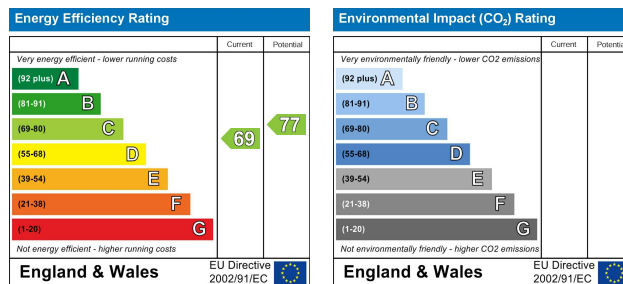 Energy Efficiency Rating
Current Potential
Very energy efficient - lower running costs
(92 plus) A
(81-91) B
(69-80) C
(55-68) D
(39-54) E
(21-38) F
(1-20) G
69
77
Not energy efficient - higher running costs
England & Wales
EU Directive
2002/91/EC
Environmental Impact (CO₂) Rating
Current Potential
Very environmentally friendly - lower CO2 emissions
(92 plus) A
(81-91) B
(69-80) C
(55-68) D
(39-54) E
(21-38) F
(1-20) G
Not environmentally friendly - higher CO2 emissions
England & Wales
EU Directive
2002/91/EC